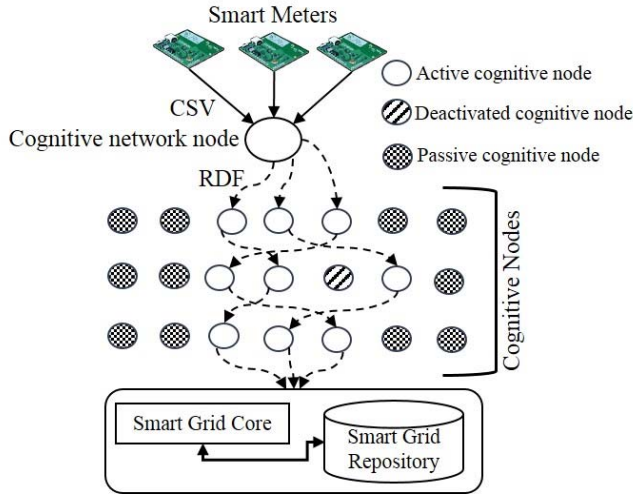 Smart Meters
Active cognitive node
CSV
Deactivated cognitive node
Cognitive network node
Passive cognitive node
RDF
Cognitive Nodes
Smart Grid Core
Smart Grid
Repository